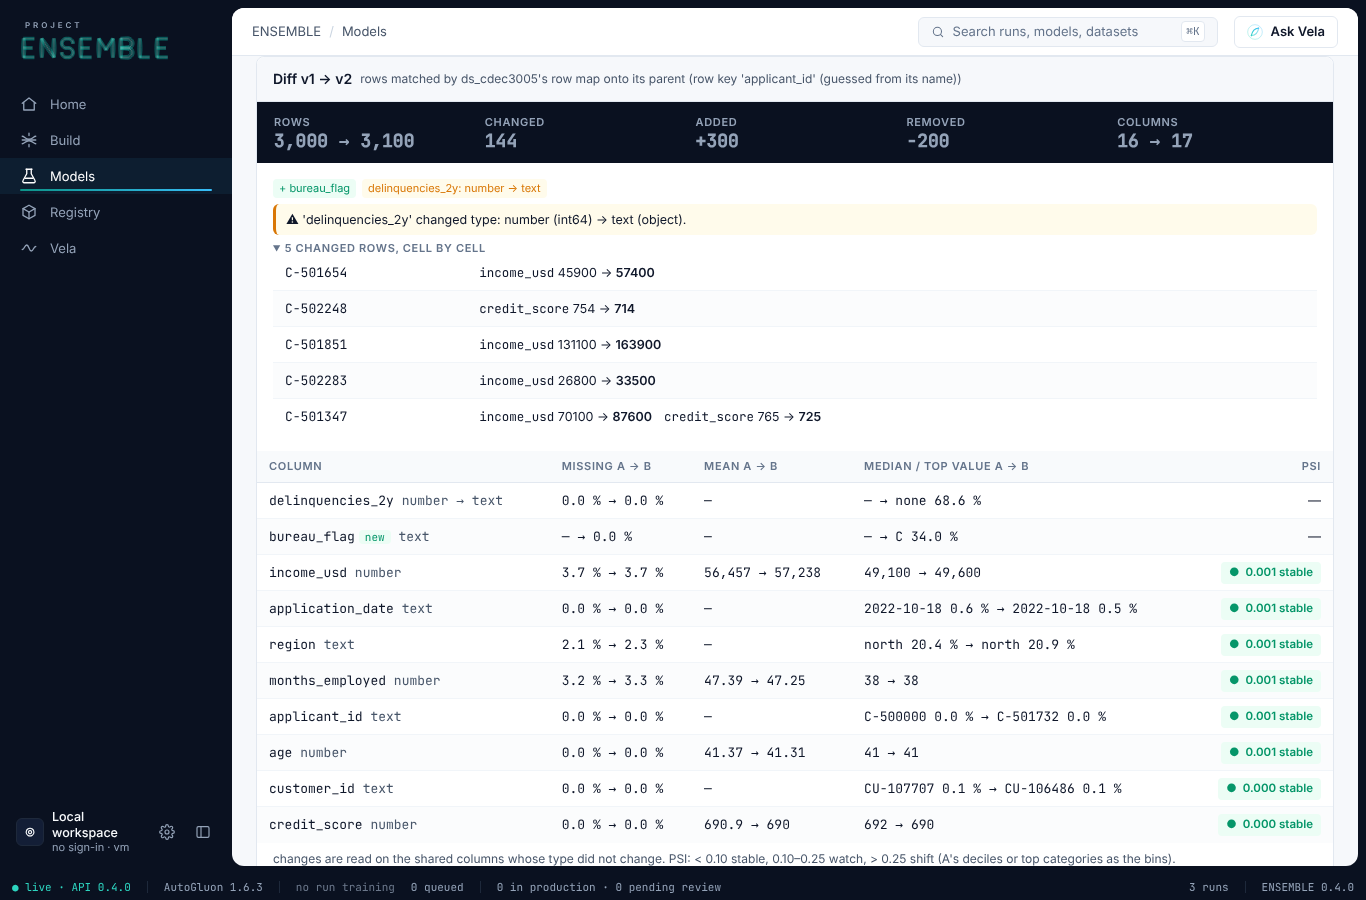 PROJECT
ENSEMBLE
Home
Build
Models
Registry
Vela
Local workspace
no sign-in · vm
ENSEMBLE / Models
Search runs, models, datasets ⌘K
Ask Vela
Diff v1 → v2 rows matched by ds_cdec3005's row map onto its parent (row key 'applicant_id' (guessed from its name))
ROWS CHANGED ADDED REMOVED COLUMNS
3,000 → 3,100 144 +300 -200 16 → 17
+ bureau_flag delinquencies_2y: number → text
⚠ 'delinquencies_2y' changed type: number (int64) → text (object).
▼ 5 CHANGED ROWS, CELL BY CELL
C-501654 income_usd 45900 → 57400
C-502248 credit_score 754 → 714
C-501851 income_usd 131100 → 163900
C-502283 income_usd 26800 → 33500
C-501347 income_usd 70100 → 87600 credit_score 765 → 725
COLUMN MISSING A → B MEAN A → B MEDIAN / TOP VALUE A → B PSI
delinquencies_2y number → text 0.0 % → 0.0 % — — → none 68.6 % —
bureau_flag new text — → 0.0 % — — → C 34.0 % —
income_usd number 3.7 % → 3.7 % 56,457 → 57,238 49,100 → 49,600 ● 0.001 stable
application_date text 0.0 % → 0.0 % — 2022-10-18 0.6 % → 2022-10-18 0.5 % ● 0.001 stable
region text 2.1 % → 2.3 % — north 20.4 % → north 20.9 % ● 0.001 stable
months_employed number 3.2 % → 3.3 % 47.39 → 47.25 38 → 38 ● 0.001 stable
applicant_id text 0.0 % → 0.0 % — C-500000 0.0 % → C-501732 0.0 % ● 0.001 stable
age number 0.0 % → 0.0 % 41.37 → 41.31 41 → 41 ● 0.001 stable
customer_id text 0.0 % → 0.0 % — CU-107707 0.1 % → CU-106486 0.1 % ● 0.000 stable
credit_score number 0.0 % → 0.0 % 690.9 → 690 692 → 690 ● 0.000 stable
changes are read on the shared columns whose type did not change. PSI: < 0.10 stable, 0.10–0.25 watch, > 0.25 shift (A's deciles or top categories as the bins).
● live · API 0.4.0 AutoGluon 1.6.3 no run training 0 queued 0 in production · 0 pending review 3 runs ENSEMBLE 0.4.0